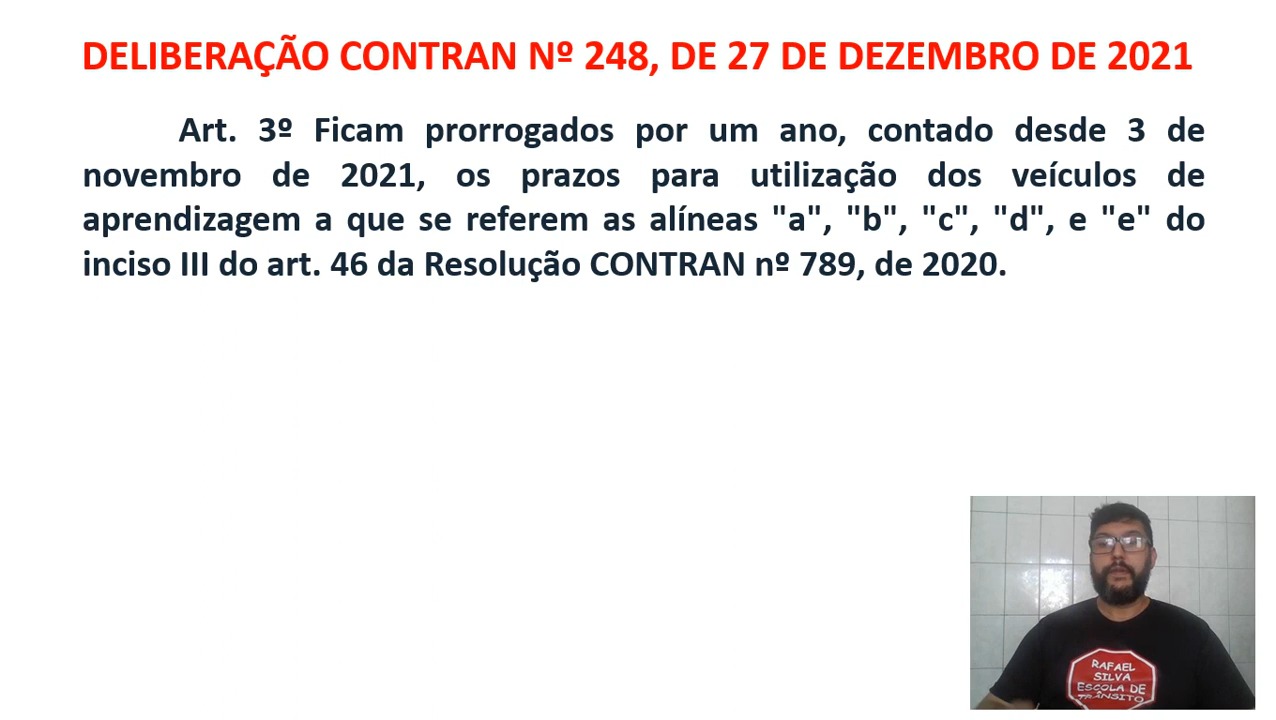 DELIBERAÇÃO CONTRAN Nº 248, DE 27 DE DEZEMBRO DE 2021
Art. 3º Ficam prorrogados por um ano, contado desde 3 de
novembro de 2021, os prazos para utilização dos veículos de
aprendizagem a que se referem as alíneas "a", "b", "c", "d", e "e" do
inciso III do art. 46 da Resolução CONTRAN nº 789, de 2020.
RAFAEL
SILVA
ESCOLA DE
TRÂNSITO